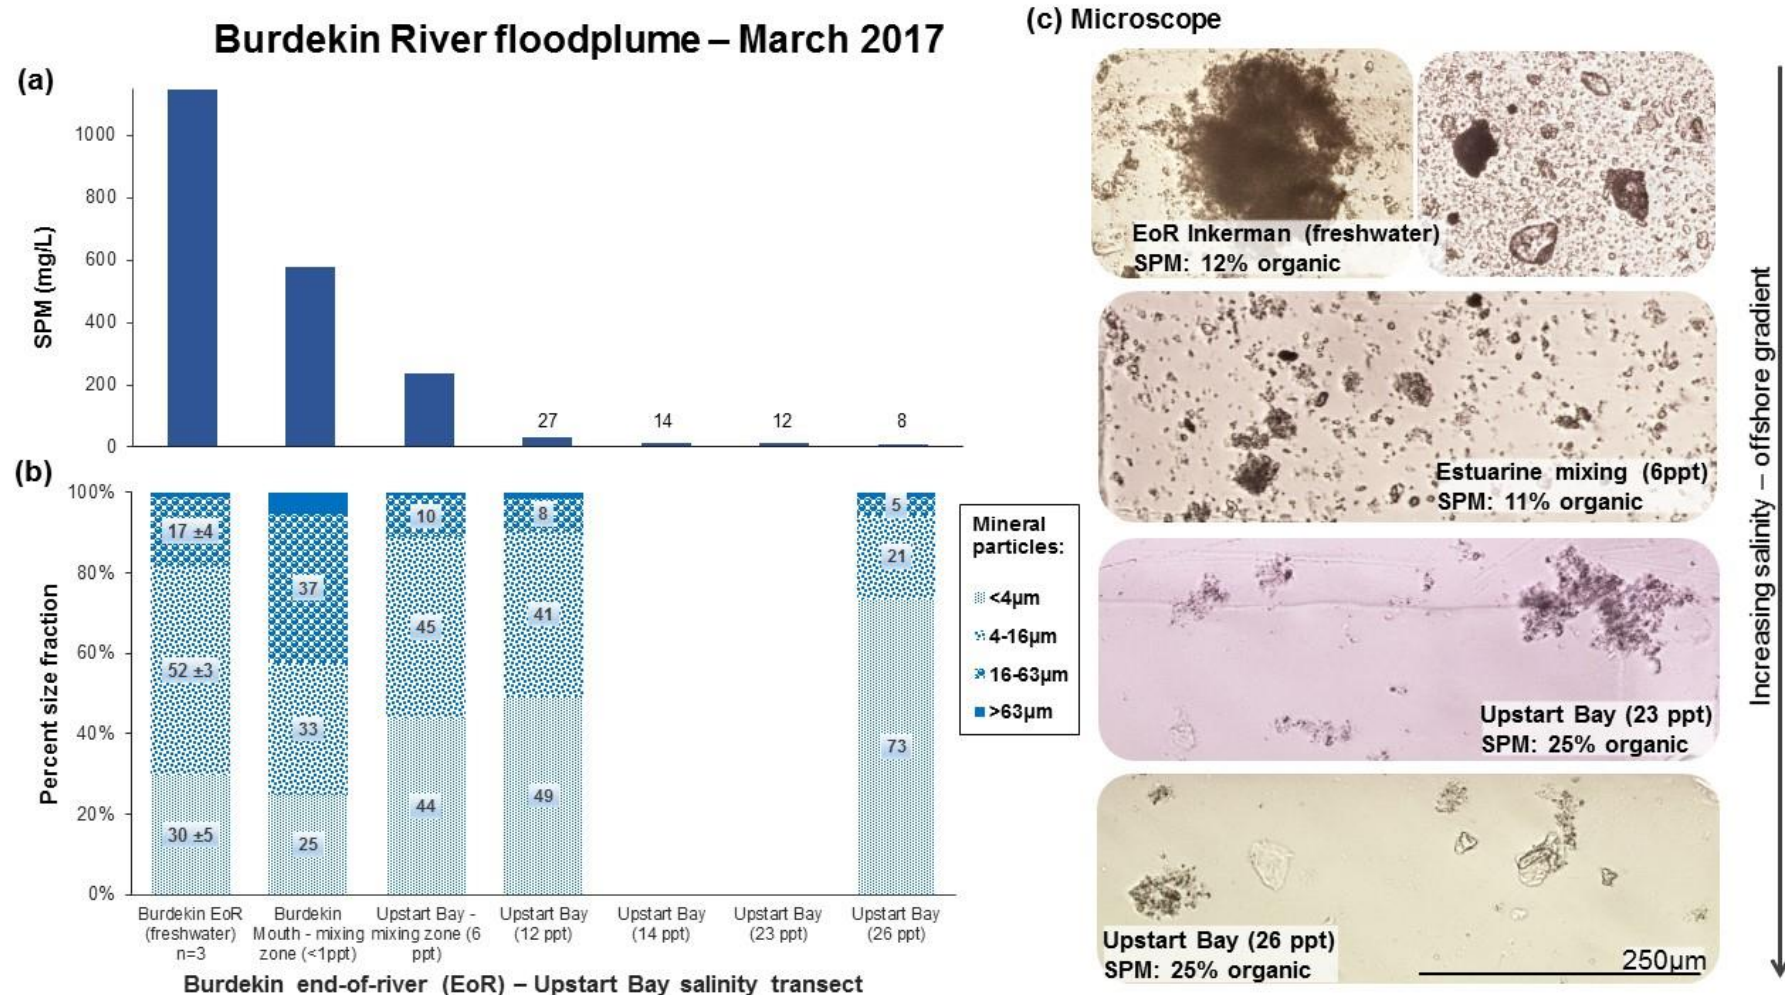 Burdekin River floodplume – March 2017
(a)
SPM (mg/L)
1000
800
600
400
200
0
27
14
12
8
(b)
Percent size fraction
100%
80%
60%
40%
20%
0%
17 ±4
52 ±3
30 ±5
37
33
25
10
45
44
8
41
49
5
21
73
Mineral
particles:
<4µm
4-16µm
16-63µm
>63µm
Burdekin EoR
(freshwater)
n=3
Burdekin
Mouth - mixing
zone (<1ppt)
Upstart Bay -
mixing zone (6
ppt)
Upstart Bay
(12 ppt)
Upstart Bay
(14 ppt)
Upstart Bay
(23 ppt)
Upstart Bay
(26 ppt)
Burdekin end-of-river (EoR) – Upstart Bay salinity transect
(c) Microscope
EoR Inkerman (freshwater)
SPM: 12% organic
Estuarine mixing (6ppt)
SPM: 11% organic
Upstart Bay (23 ppt)
SPM: 25% organic
Upstart Bay (26 ppt)
SPM: 25% organic
250µm
Increasing salinity – offshore gradient